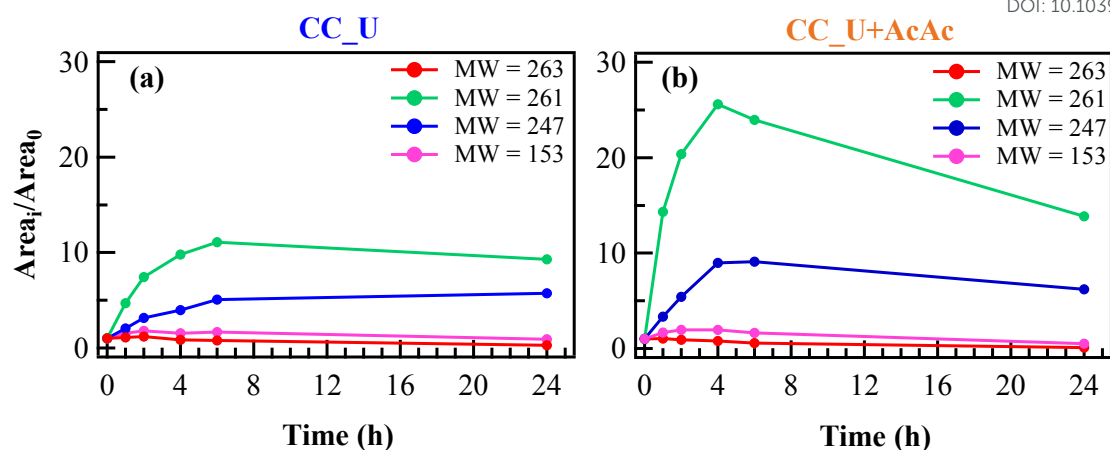 DOI: 10.1039
CC_U
CC_U+AcAc
Area_i/Area_0
30
20
10
0
(a)
MW = 263
MW = 261
MW = 247
MW = 153
0 4 8 12 16 20 24
Time (h)
30
20
10
0
(b)
MW = 263
MW = 261
MW = 247
MW = 153
0 4 8 12 16 20 24
Time (h)